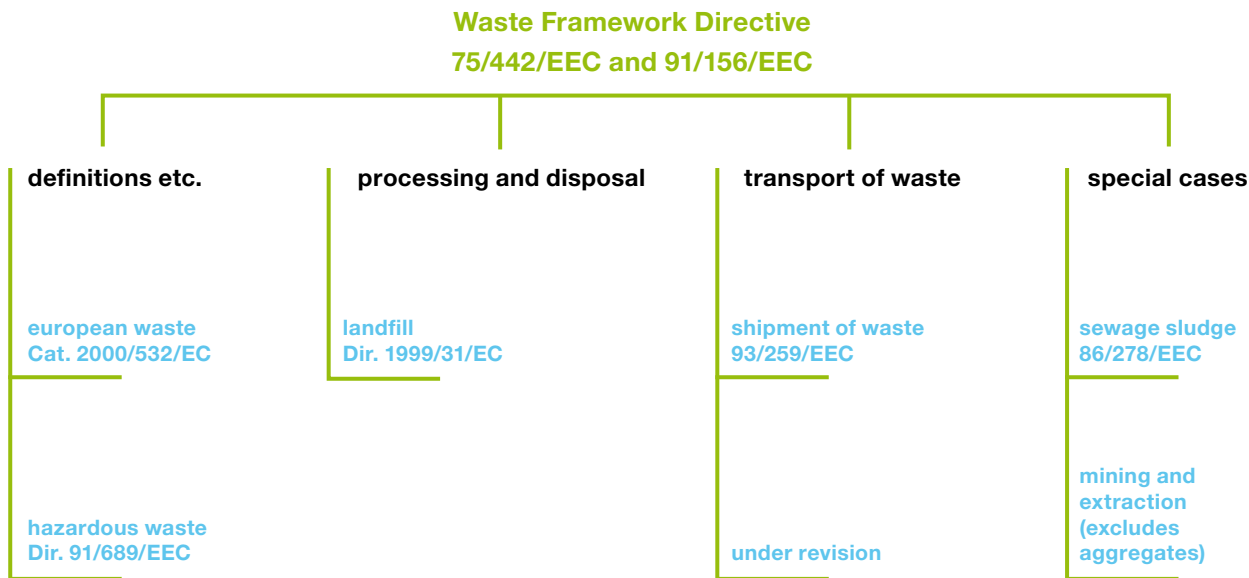 Waste Framework Directive
75/442/EEC and 91/156/EEC
definitions etc.
european waste
Cat. 2000/532/EC
hazardous waste
Dir. 91/689/EEC
processing and disposal
landfill
Dir. 1999/31/EC
transport of waste
shipment of waste
93/259/EEC
under revision
special cases
sewage sludge
86/278/EEC
mining and
extraction
(excludes
aggregates)